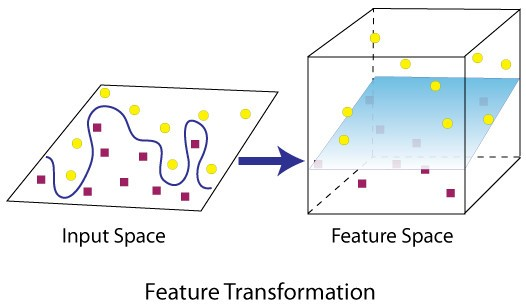 Input Space
Feature Space
Feature Transformation